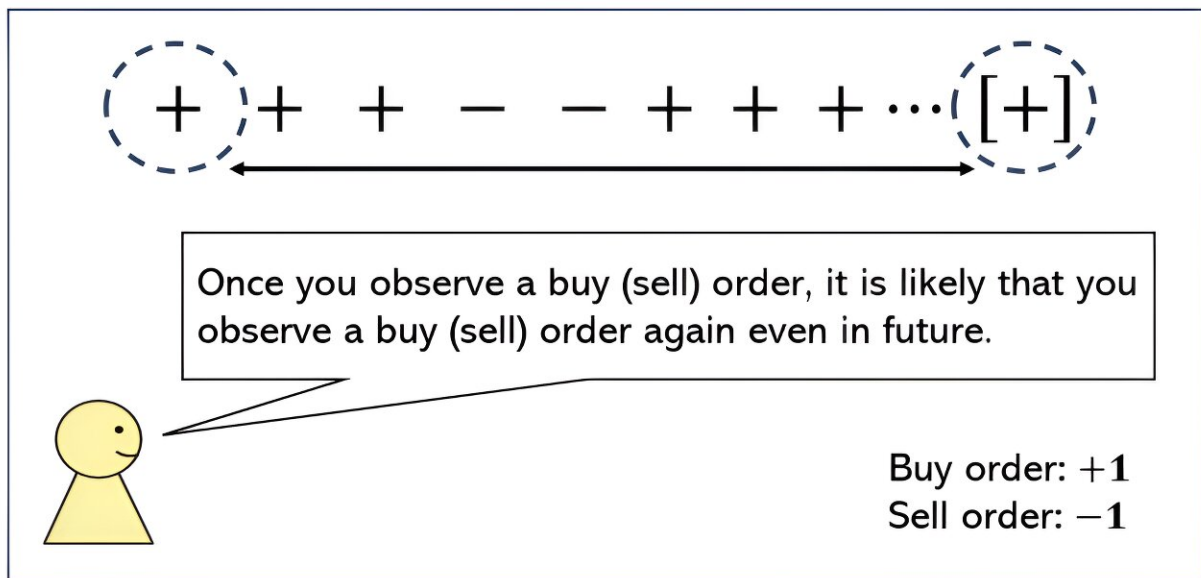 + + + − − + + + ⋯ [+]
Once you observe a buy (sell) order, it is likely that you
observe a buy (sell) order again even in future.
Buy order: +1
Sell order: −1